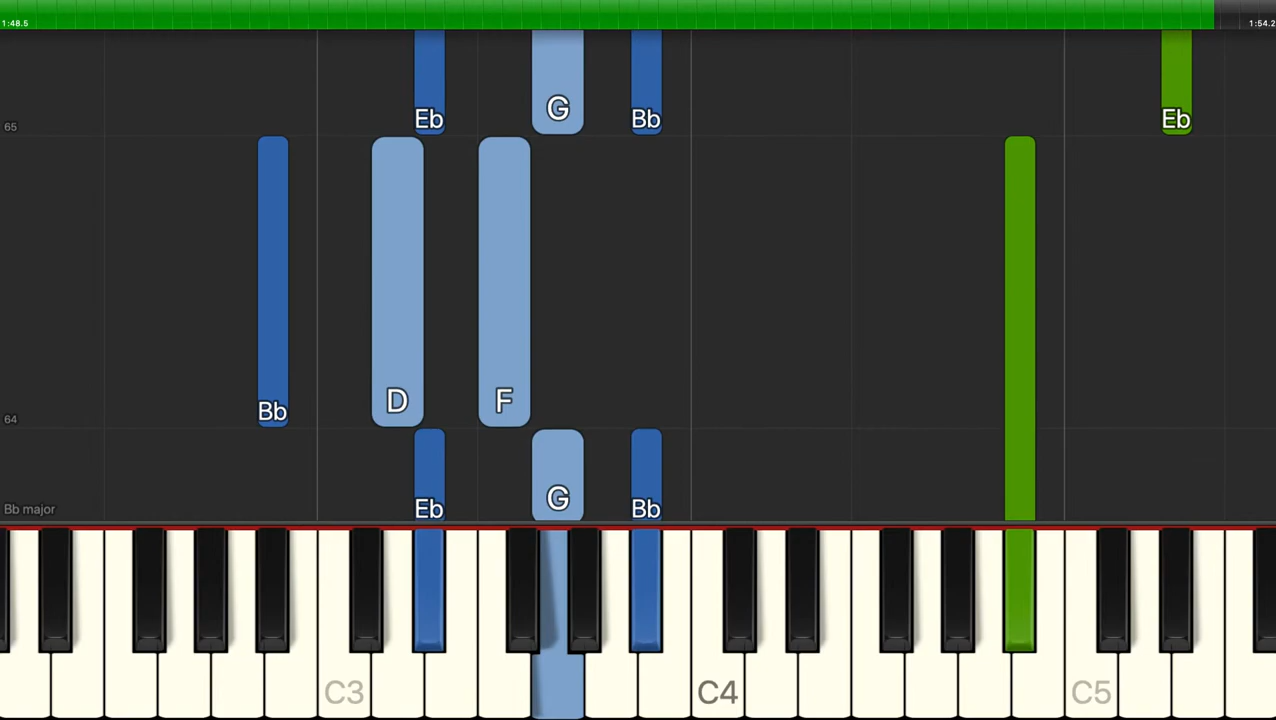 1:48.5 1:54.2
Eb G Bb Eb
65
Bb D F
64
Eb G Bb
Bb major
C3 C4 C5